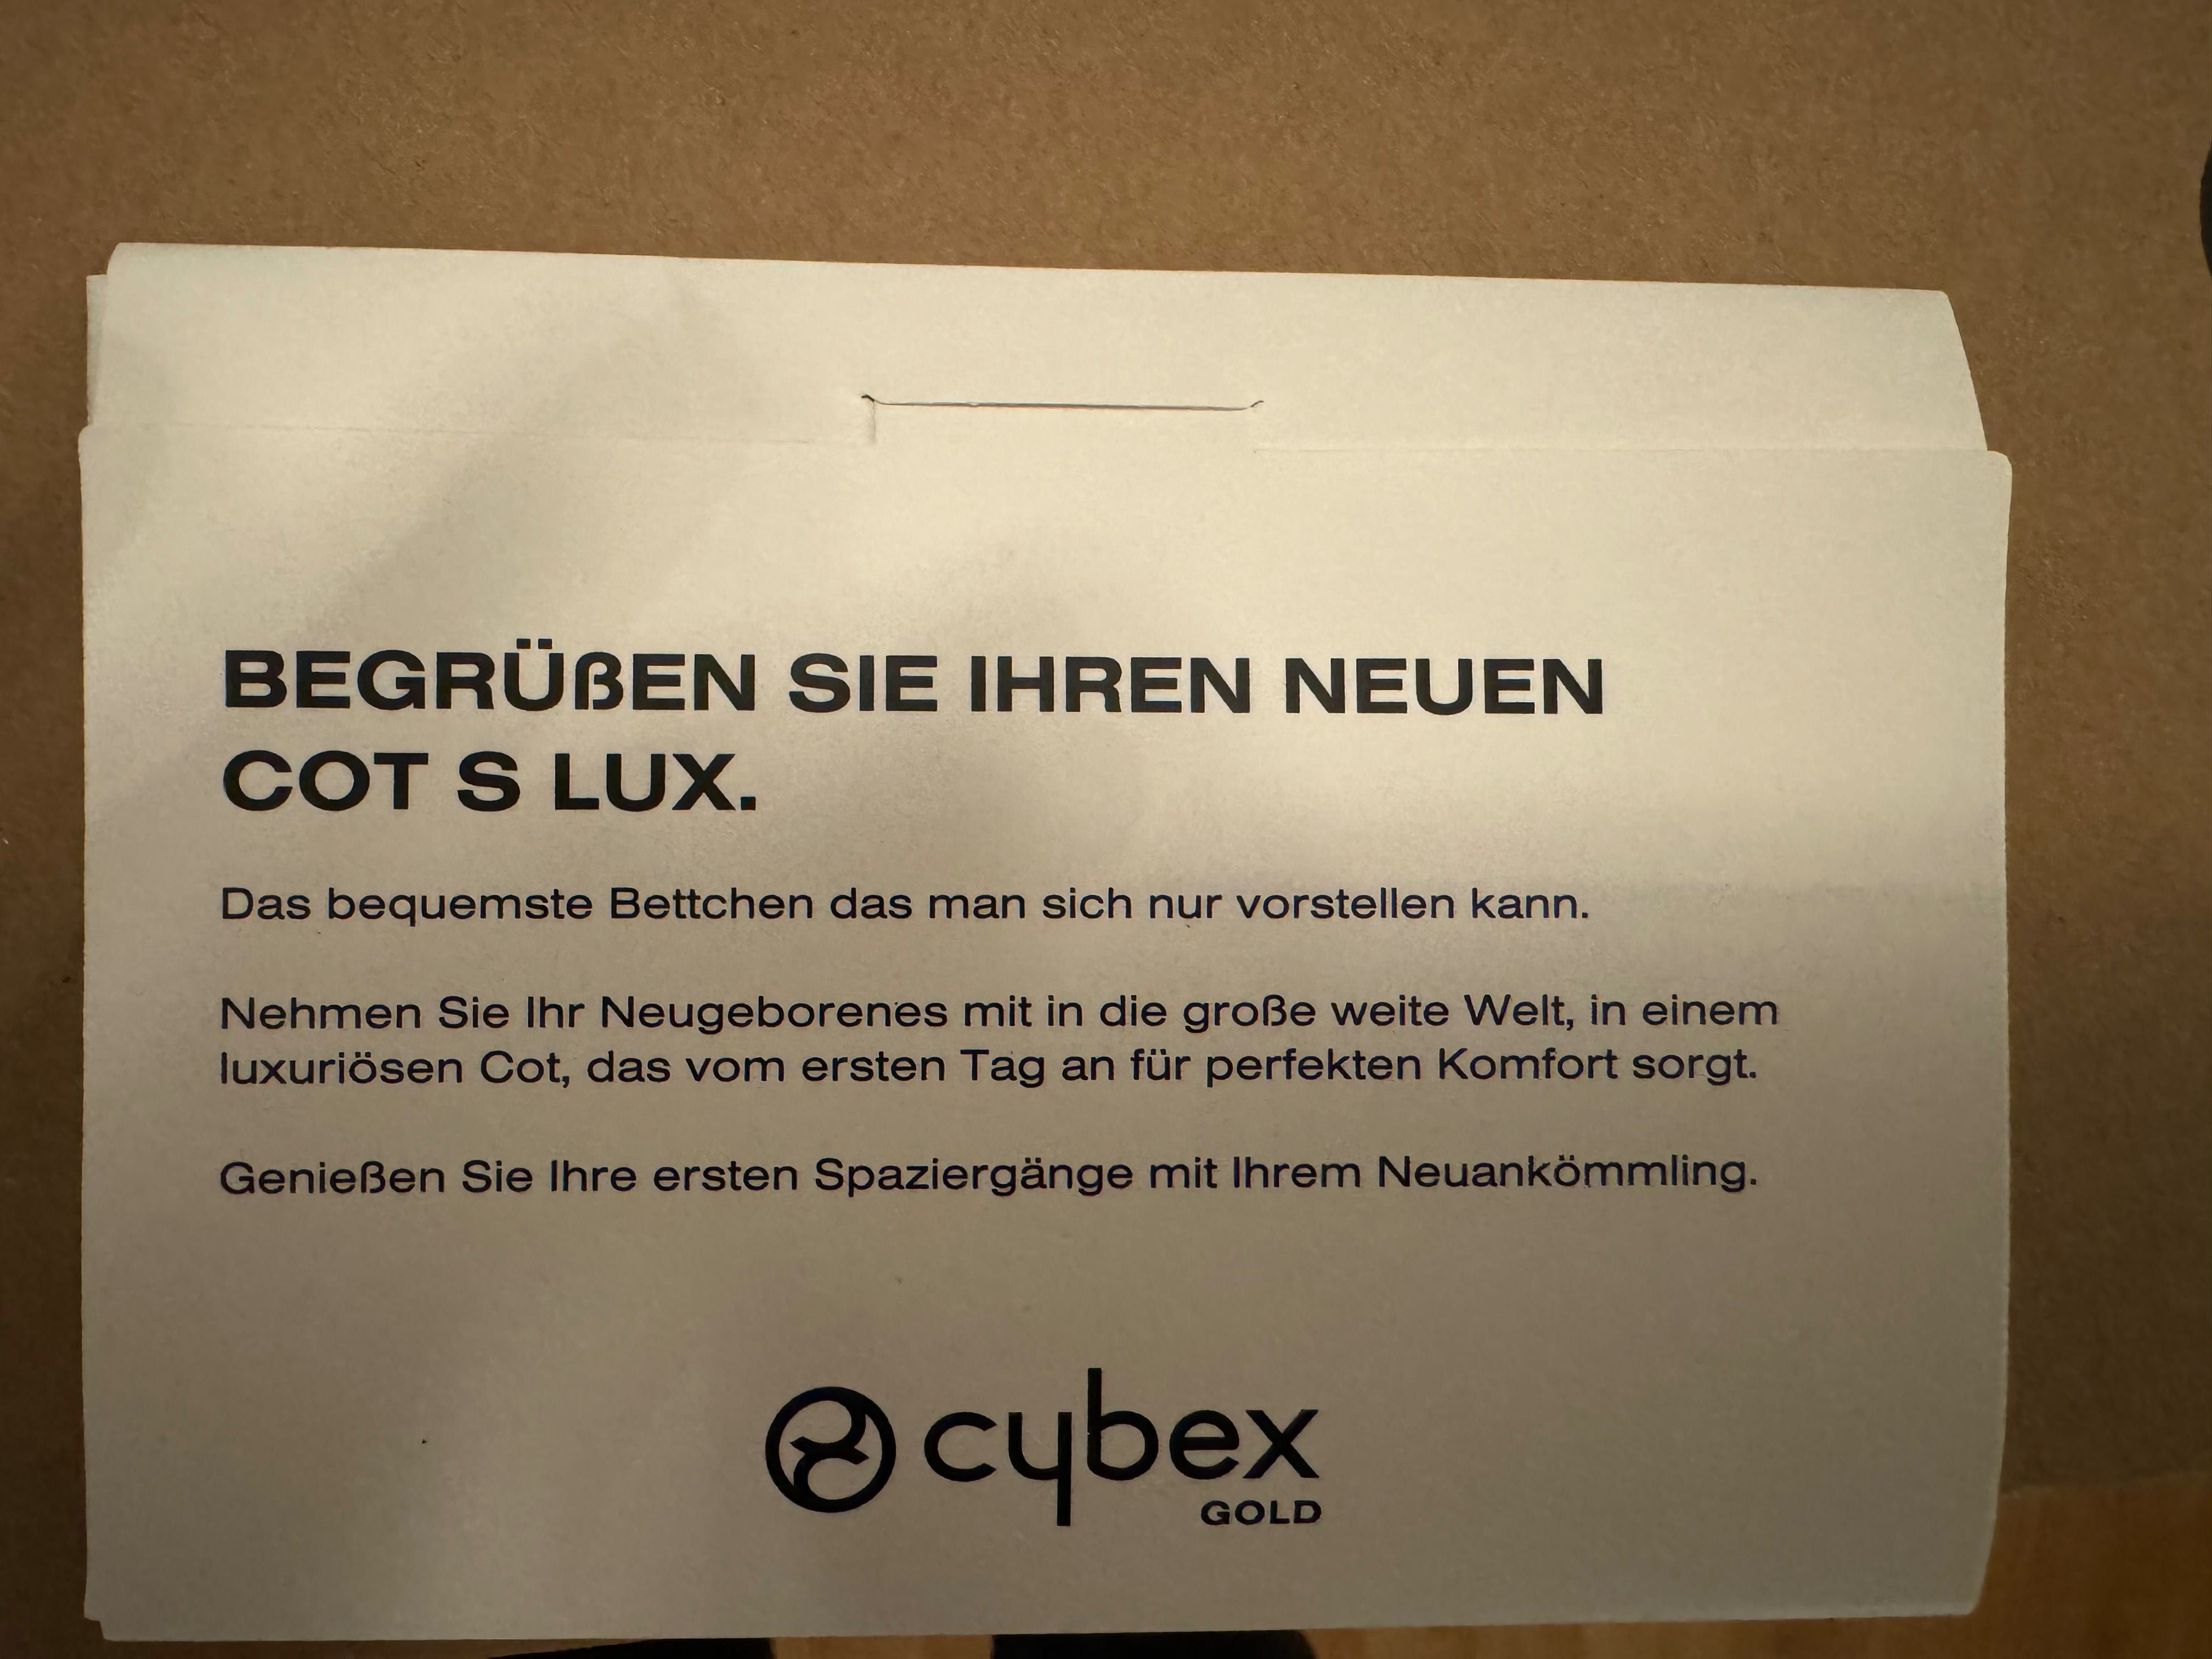 BEGRÜßEN SIE IHREN NEUEN
COT S LUX.
Das bequemste Bettchen das man sich nur vorstellen kann.
Nehmen Sie Ihr Neugeborenes mit in die große weite Welt, in einem
luxuriösen Cot, das vom ersten Tag an für perfekten Komfort sorgt.
Genießen Sie Ihre ersten Spaziergänge mit Ihrem Neuankömmling.
cybex
GOLD